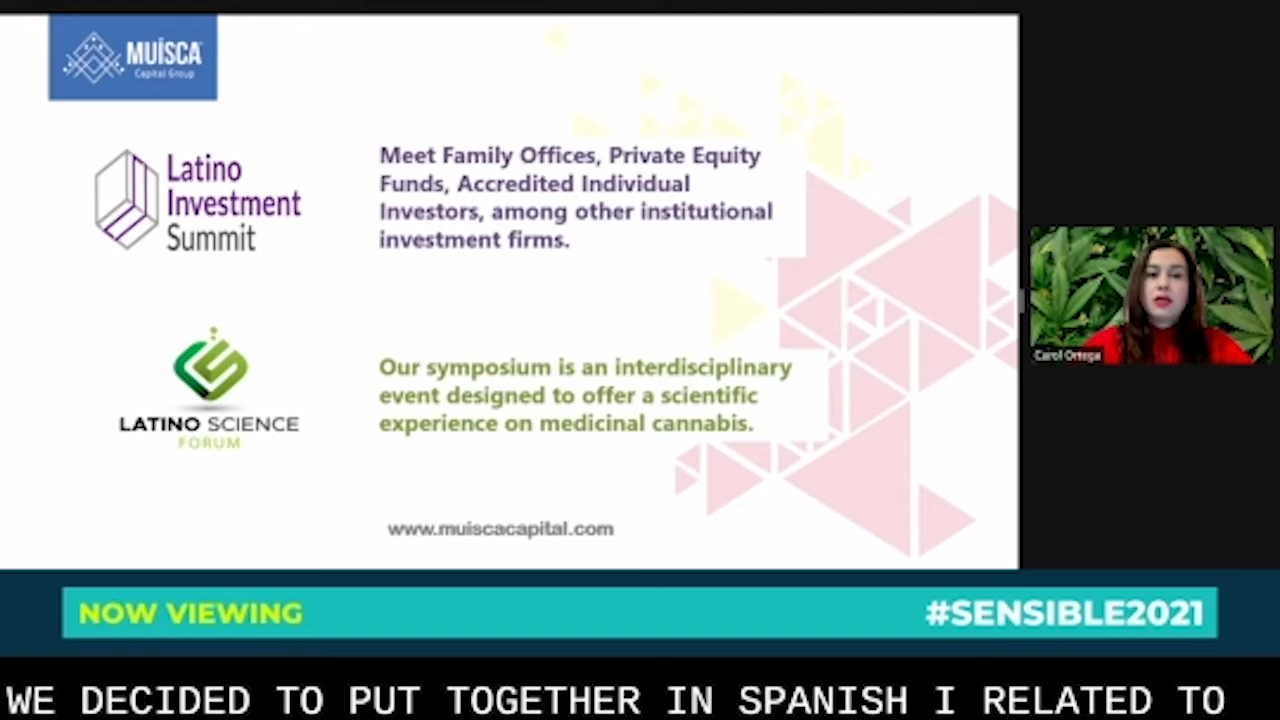 MUÏSCA
Capital Group
Latino
Investment
Summit
Meet Family Offices, Private Equity
Funds, Accredited Individual
Investors, among other institutional
investment firms.
LATINO SCIENCE
FORUM
Our symposium is an interdisciplinary
event designed to offer a scientific
experience on medicinal cannabis.
www.muiscacapital.com
Carol Ortega
NOW VIEWING
#SENSIBLE2021
WE DECIDED TO PUT TOGETHER IN SPANISH I RELATED TO